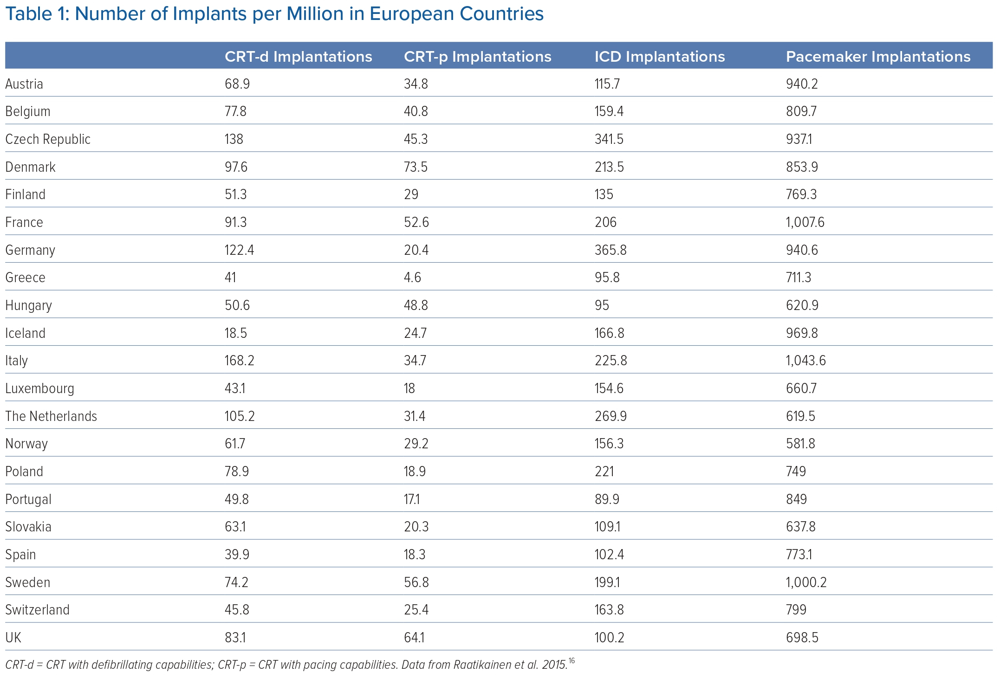 Table 1: Number of Implants per Million in European Countries
CRT-d Implantations CRT-p Implantations ICD Implantations Pacemaker Implantations
Austria 68.9 34.8 115.7 940.2
Belgium 77.8 40.8 159.4 809.7
Czech Republic 138 45.3 341.5 937.1
Denmark 97.6 73.5 213.5 853.9
Finland 51.3 29 135 769.3
France 91.3 52.6 206 1,007.6
Germany 122.4 20.4 365.8 940.6
Greece 41 4.6 95.8 711.3
Hungary 50.6 48.8 95 620.9
Iceland 18.5 24.7 166.8 969.8
Italy 168.2 34.7 225.8 1,043.6
Luxembourg 43.1 18 154.6 660.7
The Netherlands 105.2 31.4 269.9 619.5
Norway 61.7 29.2 156.3 581.8
Poland 78.9 18.9 221 749
Portugal 49.8 17.1 89.9 849
Slovakia 63.1 20.3 109.1 637.8
Spain 39.9 18.3 102.4 773.1
Sweden 74.2 56.8 199.1 1,000.2
Switzerland 45.8 25.4 163.8 799
UK 83.1 64.1 100.2 698.5
CRT-d = CRT with defibrillating capabilities; CRT-p = CRT with pacing capabilities. Data from Raatikainen et al. 2015.16